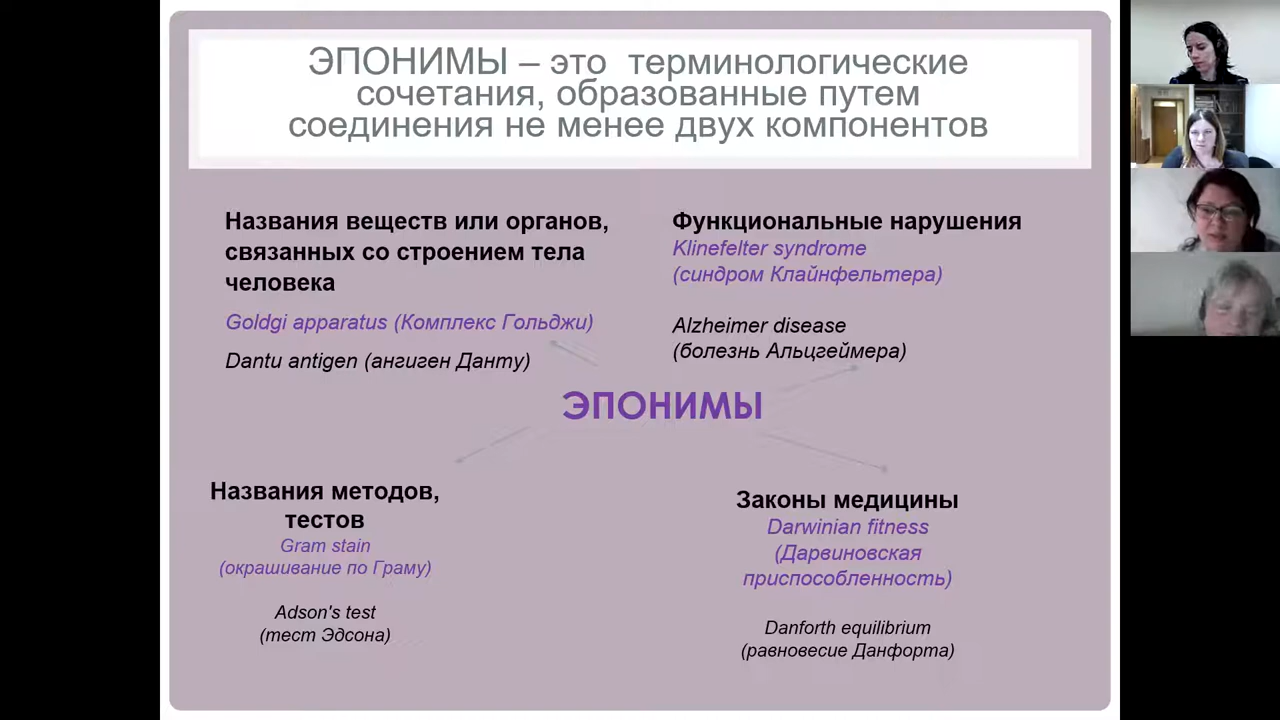 ЭПОНИМЫ – это терминологические
сочетания, образованные путем
соединения не менее двух компонентов
Названия веществ или органов,
связанных со строением тела
человека
Goldgi apparatus (Комплекс Гольджи)
Dantu antigen (ангиген Данту)
Функциональные нарушения
Klinefelter syndrome
(синдром Клайнфельтера)
Alzheimer disease
(болезнь Альцгеймера)
ЭПОНИМЫ
Названия методов,
тестов
Gram stain
(окрашивание по Граму)
Adson's test
(тест Эдсона)
Законы медицины
Darwinian fitness
(Дарвиновская
приспособленность)
Danforth equilibrium
(равновесие Данфорта)